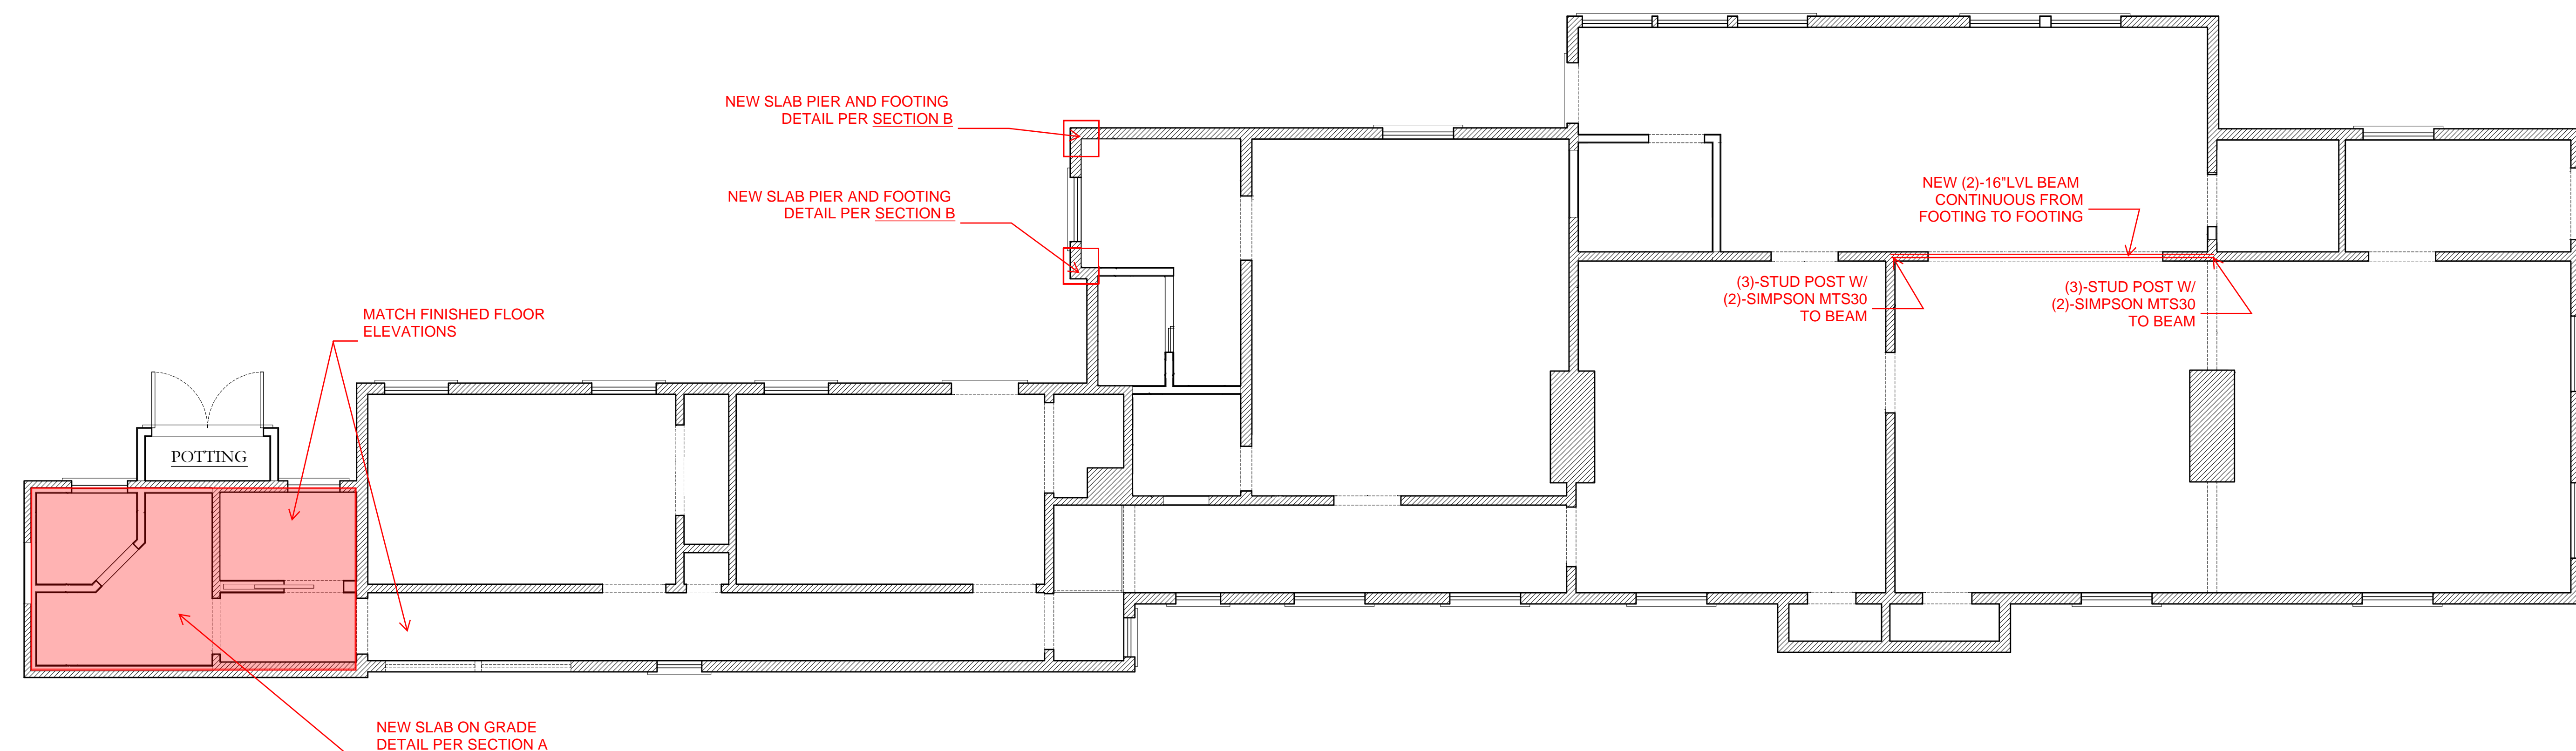 NEW SLAB PIER AND FOOTING
DETAIL PER SECTION B
NEW SLAB PIER AND FOOTING
DETAIL PER SECTION B
NEW (2)-16"LVL BEAM
CONTINUOUS FROM
FOOTING TO FOOTING
(3)-STUD POST W/
(2)-SIMPSON MTS30
TO BEAM
(3)-STUD POST W/
(2)-SIMPSON MTS30
TO BEAM
MATCH FINISHED FLOOR
ELEVATIONS
POTTING
NEW SLAB ON GRADE
DETAIL PER SECTION A